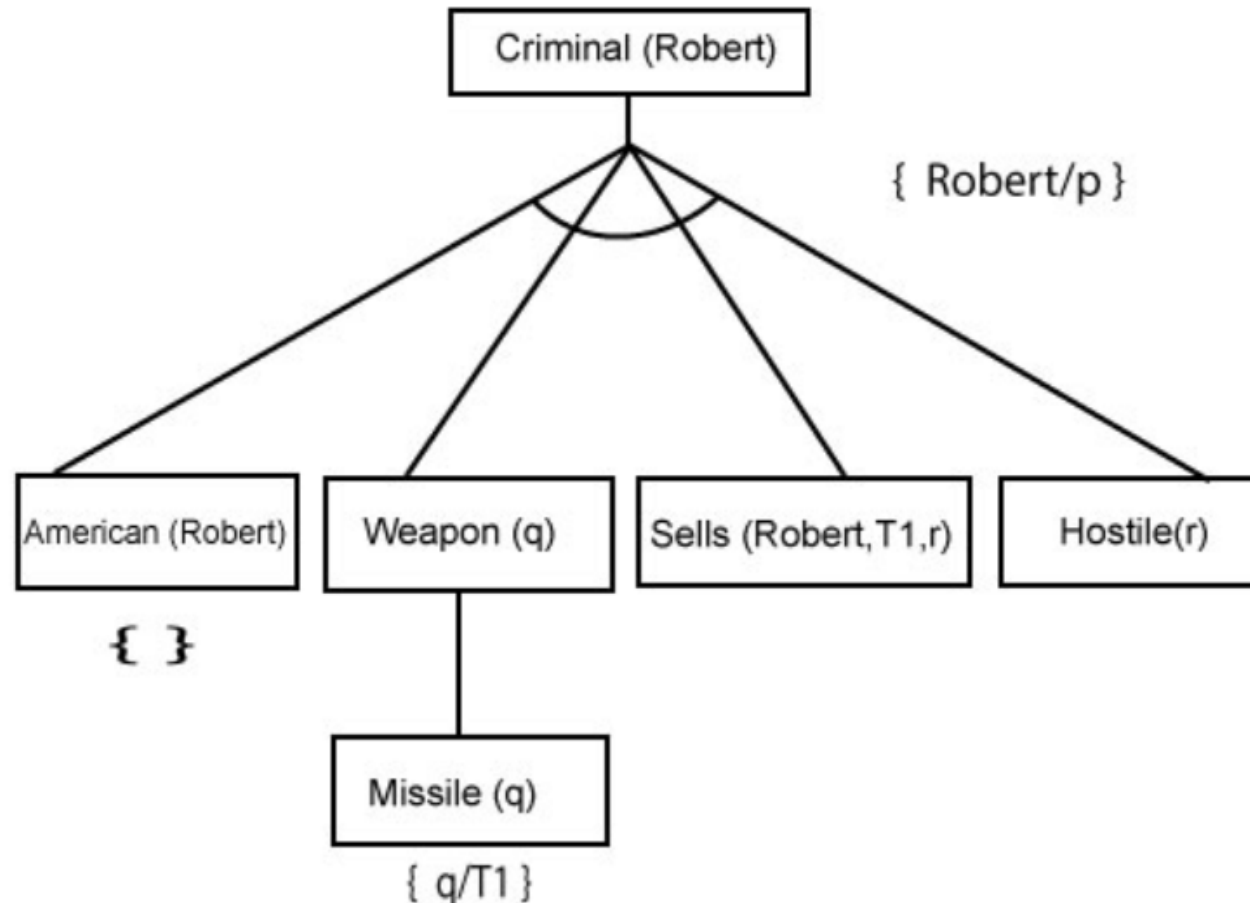 Criminal (Robert)
{ Robert/p }
American (Robert)
Weapon (q)
Sells (Robert,T1,r)
Hostile(r)
{ }
Missile (q)
{ q/T1 }